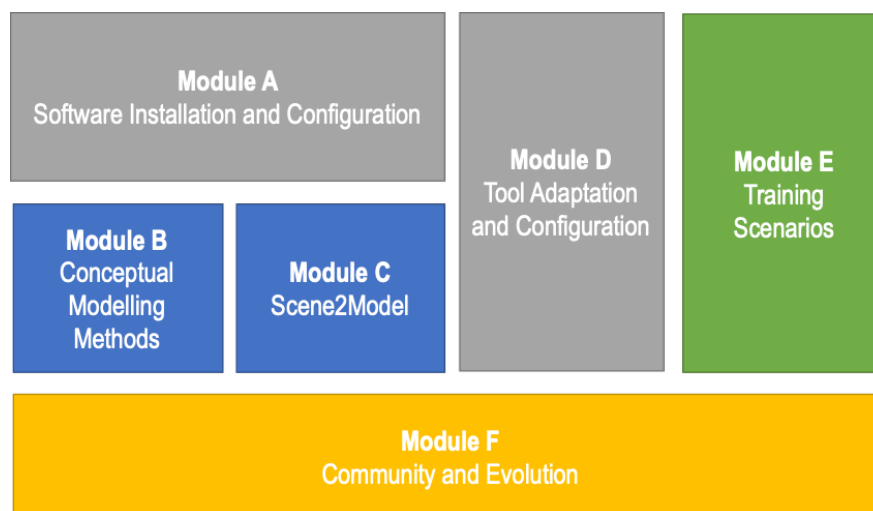 Module A
Software Installation and Configuration
Module B
Conceptual
Modelling
Methods
Module C
Scene2Model
Module D
Tool Adaptation
and Configuration
Module E
Training
Scenarios
Module F
Community and Evolution